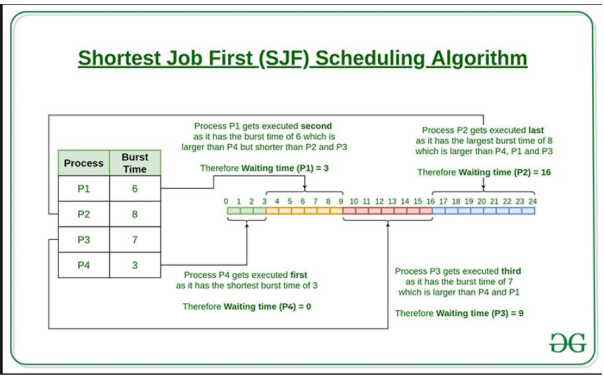 Shortest Job First (SJF) Scheduling Algorithm
Process P1 gets executed second
as it has the burst time of 6 which is
larger than P4 but shorter than P2 and P3
Therefore Waiting time (P1) = 3
Process P2 gets executed last
as it has the largest burst time of 8
which is larger than P4, P1 and P3
Therefore Waiting time (P2) = 16
Process Burst Time
P1 6
P2 8
P3 7
P4 3
0 1 2 3 4 5 6 7 8 9 10 11 12 13 14 15 16 17 18 19 20 21 22 23 24
Process P4 gets executed first
as it has the shortest burst time of 3
Therefore Waiting time (P4) = 0
Process P3 gets executed third
as it has the burst time of 7
which is larger than P4 and P1
Therefore Waiting time (P3) = 9